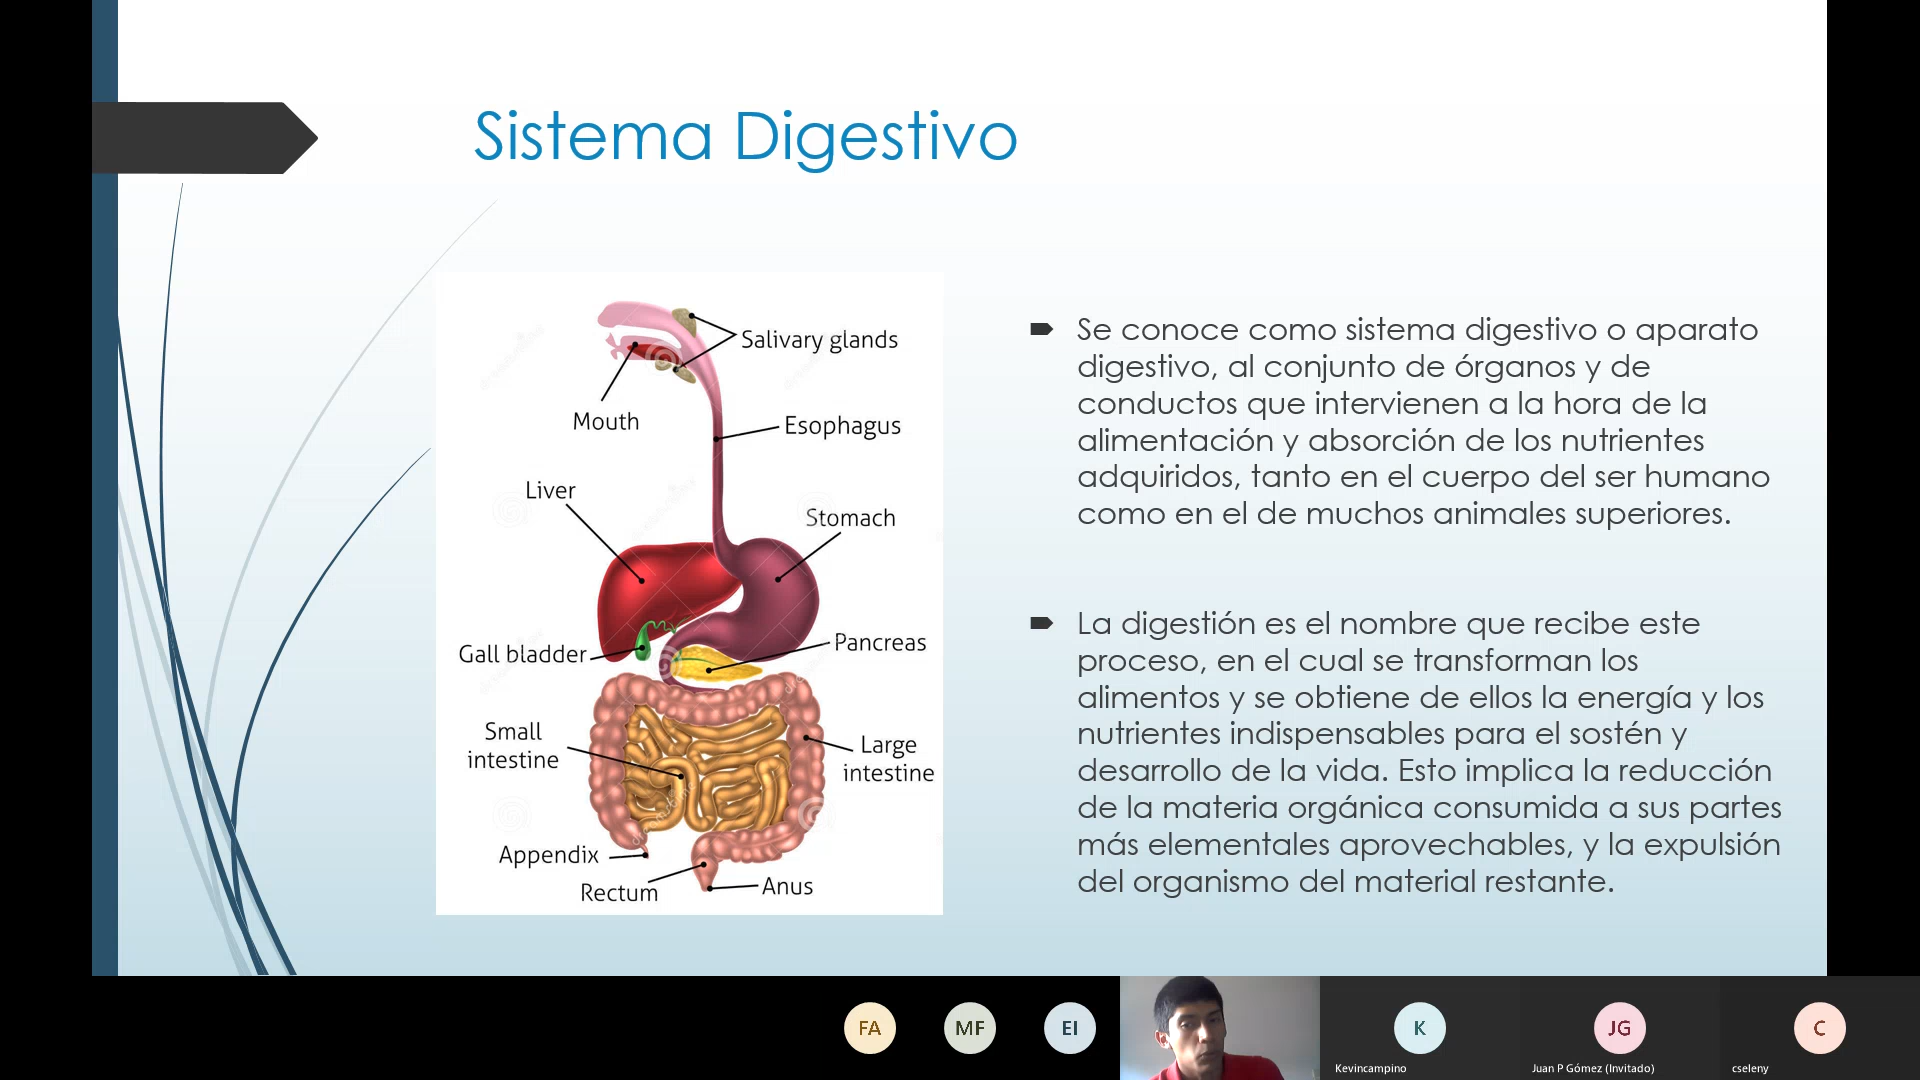 Sistema Digestivo
Salivary glands
Mouth
Esophagus
Liver
Stomach
Gall bladder
Pancreas
Small
intestine
Large
intestine
Appendix
Rectum
Anus
Se conoce como sistema digestivo o aparato
digestivo, al conjunto de órganos y de
conductos que intervienen a la hora de la
alimentación y absorción de los nutrientes
adquiridos, tanto en el cuerpo del ser humano
como en el de muchos animales superiores.
La digestión es el nombre que recibe este
proceso, en el cual se transforman los
alimentos y se obtiene de ellos la energía y los
nutrientes indispensables para el sostén y
desarrollo de la vida. Esto implica la reducción
de la materia orgánica consumida a sus partes
más elementales aprovechables, y la expulsión
del organismo del material restante.
FA
MF
EI
K
JG
C
Kevincampino
Juan P Gómez (Invitado)
cseleny